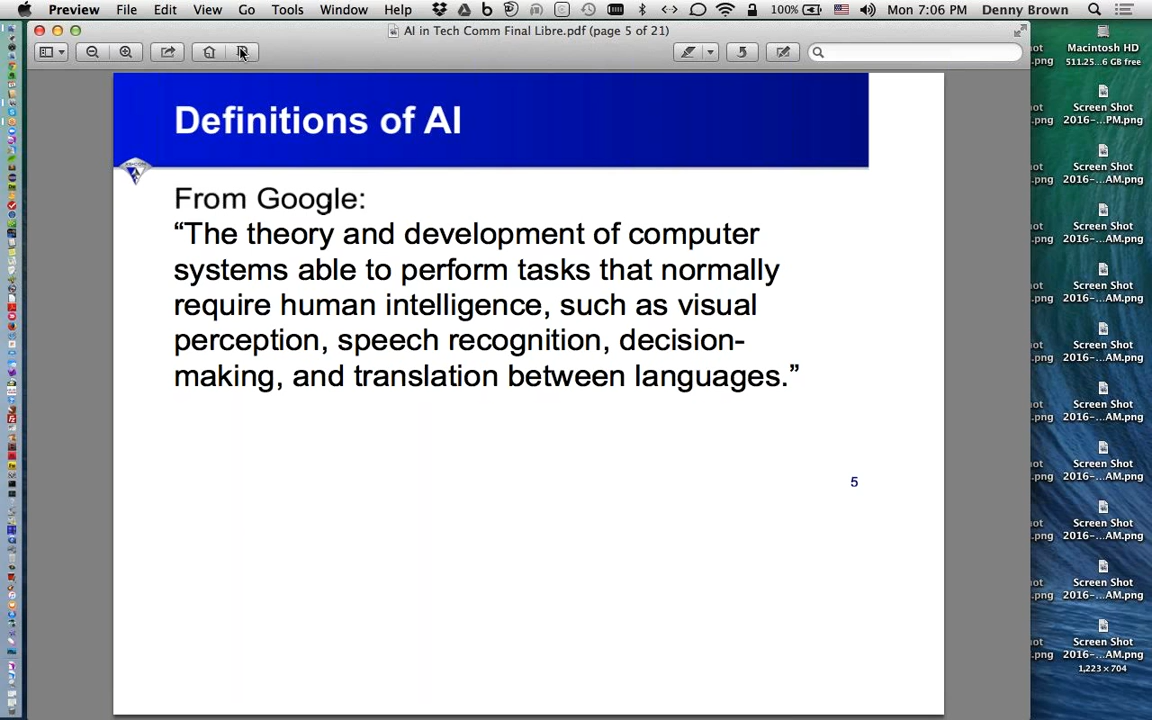 Preview File Edit View Go Tools Window Help 100% Mon 7:06 PM Denny Brown
AI in Tech Comm Final Libre.pdf (page 5 of 21)
Definitions of AI
From Google:
“The theory and development of computer
systems able to perform tasks that normally
require human intelligence, such as visual
perception, speech recognition, decision-
making, and translation between languages.”
5
Macintosh HD
511.25...6 GB free
Screen Shot
2016-...PM.png
Screen Shot
2016-...AM.png
Screen Shot
2016-...AM.png
Screen Shot
2016-...AM.png
Screen Shot
2016-...AM.png
Screen Shot
2016-...AM.png
Screen Shot
2016-...AM.png
Screen Shot
2016-...AM.png
Screen Shot
2016-...AM.png
Screen Shot
2016-...AM.png
1,223 × 704